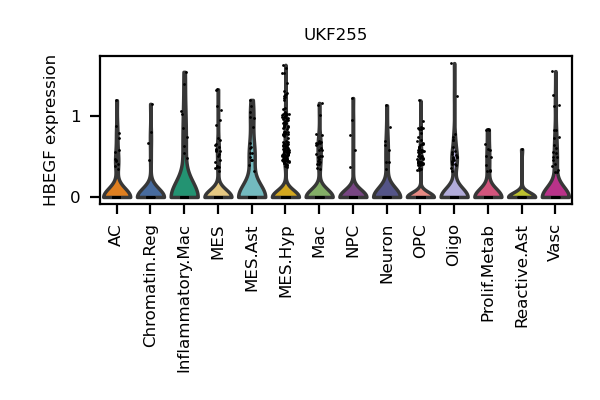 UKF255
HBEGF expression
1
0
AC
Chromatin.Reg
Inflammatory.Mac
MES
MES.Ast
MES.Hyp
Mac
NPC
Neuron
OPC
Oligo
Prolif.Metab
Reactive.Ast
Vasc